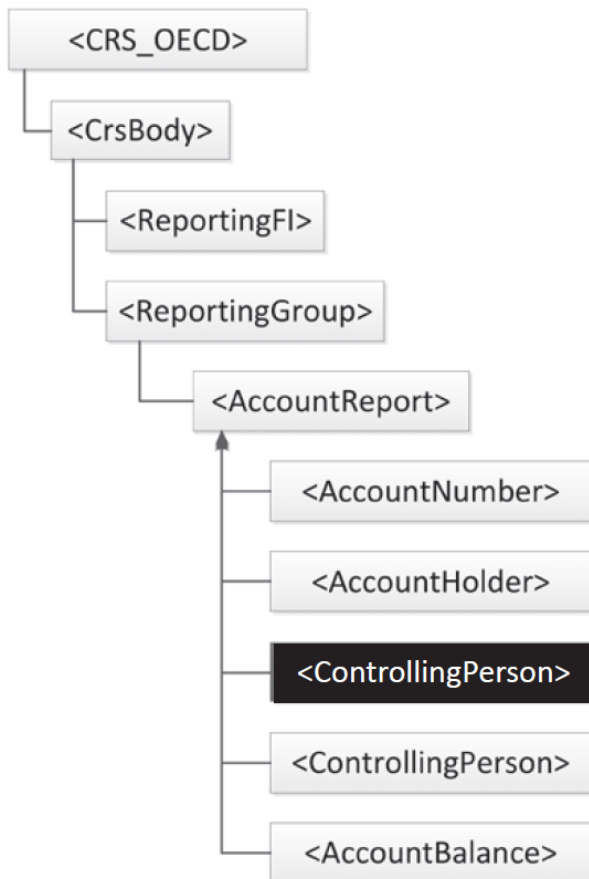 <CRS_OECD>
<CrsBody>
<ReportingFI>
<ReportingGroup>
<AccountReport>
<AccountNumber>
<AccountHolder>
<ControllingPerson>
<ControllingPerson>
<AccountBalance>